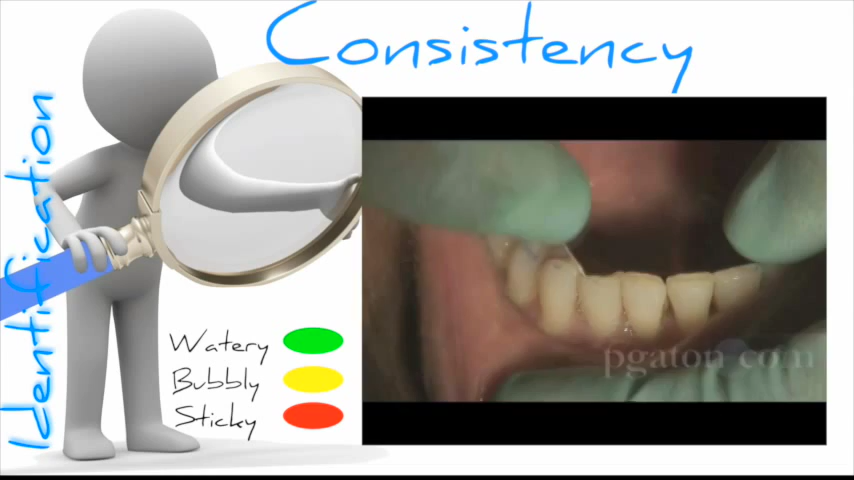 Consistency
Identification
Watery
Bubbly
Sticky
pgaton com